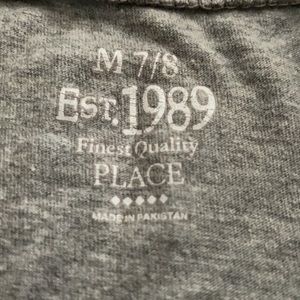 M 7/8
EST. 1989
Finest Quality
PLACE
MADE IN PAKISTAN